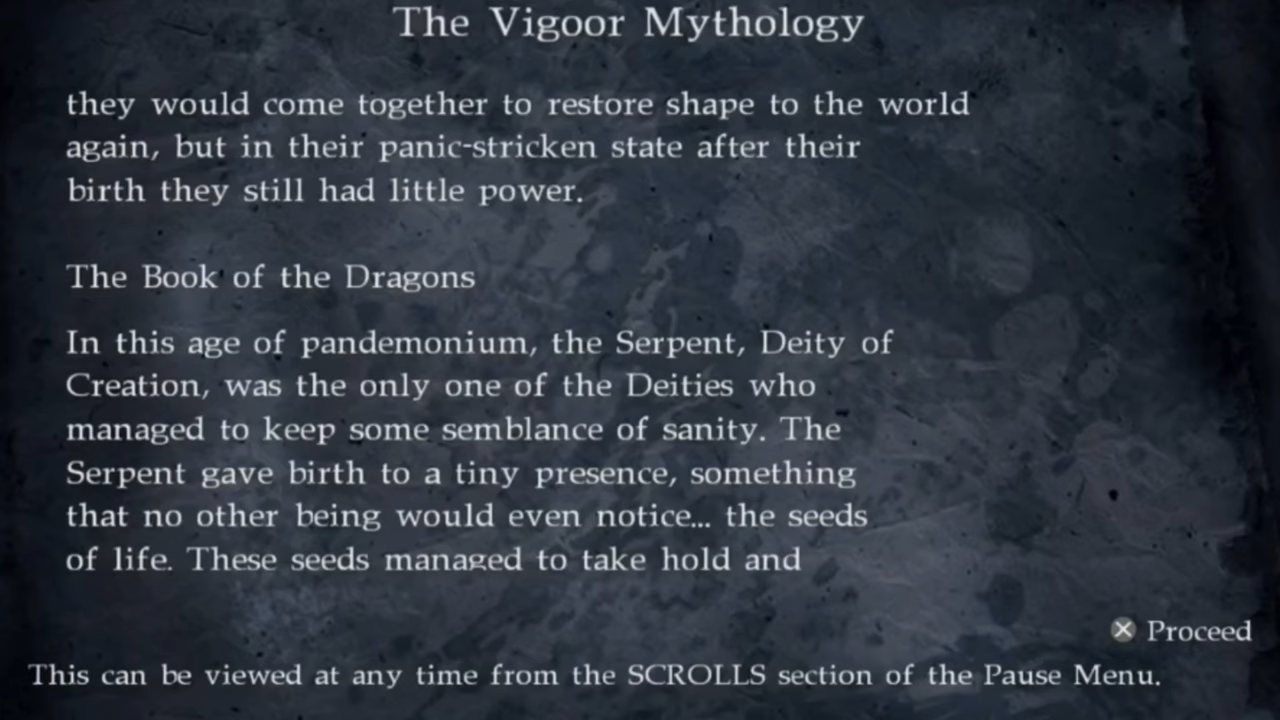 The Vigoor Mythology
they would come together to restore shape to the world
again, but in their panic-stricken state after their
birth they still had little power.
The Book of the Dragons
In this age of pandemonium, the Serpent, Deity of
Creation, was the only one of the Deities who
managed to keep some semblance of sanity. The
Serpent gave birth to a tiny presence, something
that no other being would even notice... the seeds
of life. These seeds managed to take hold and
Proceed
This can be viewed at any time from the SCROLLS section of the Pause Menu.